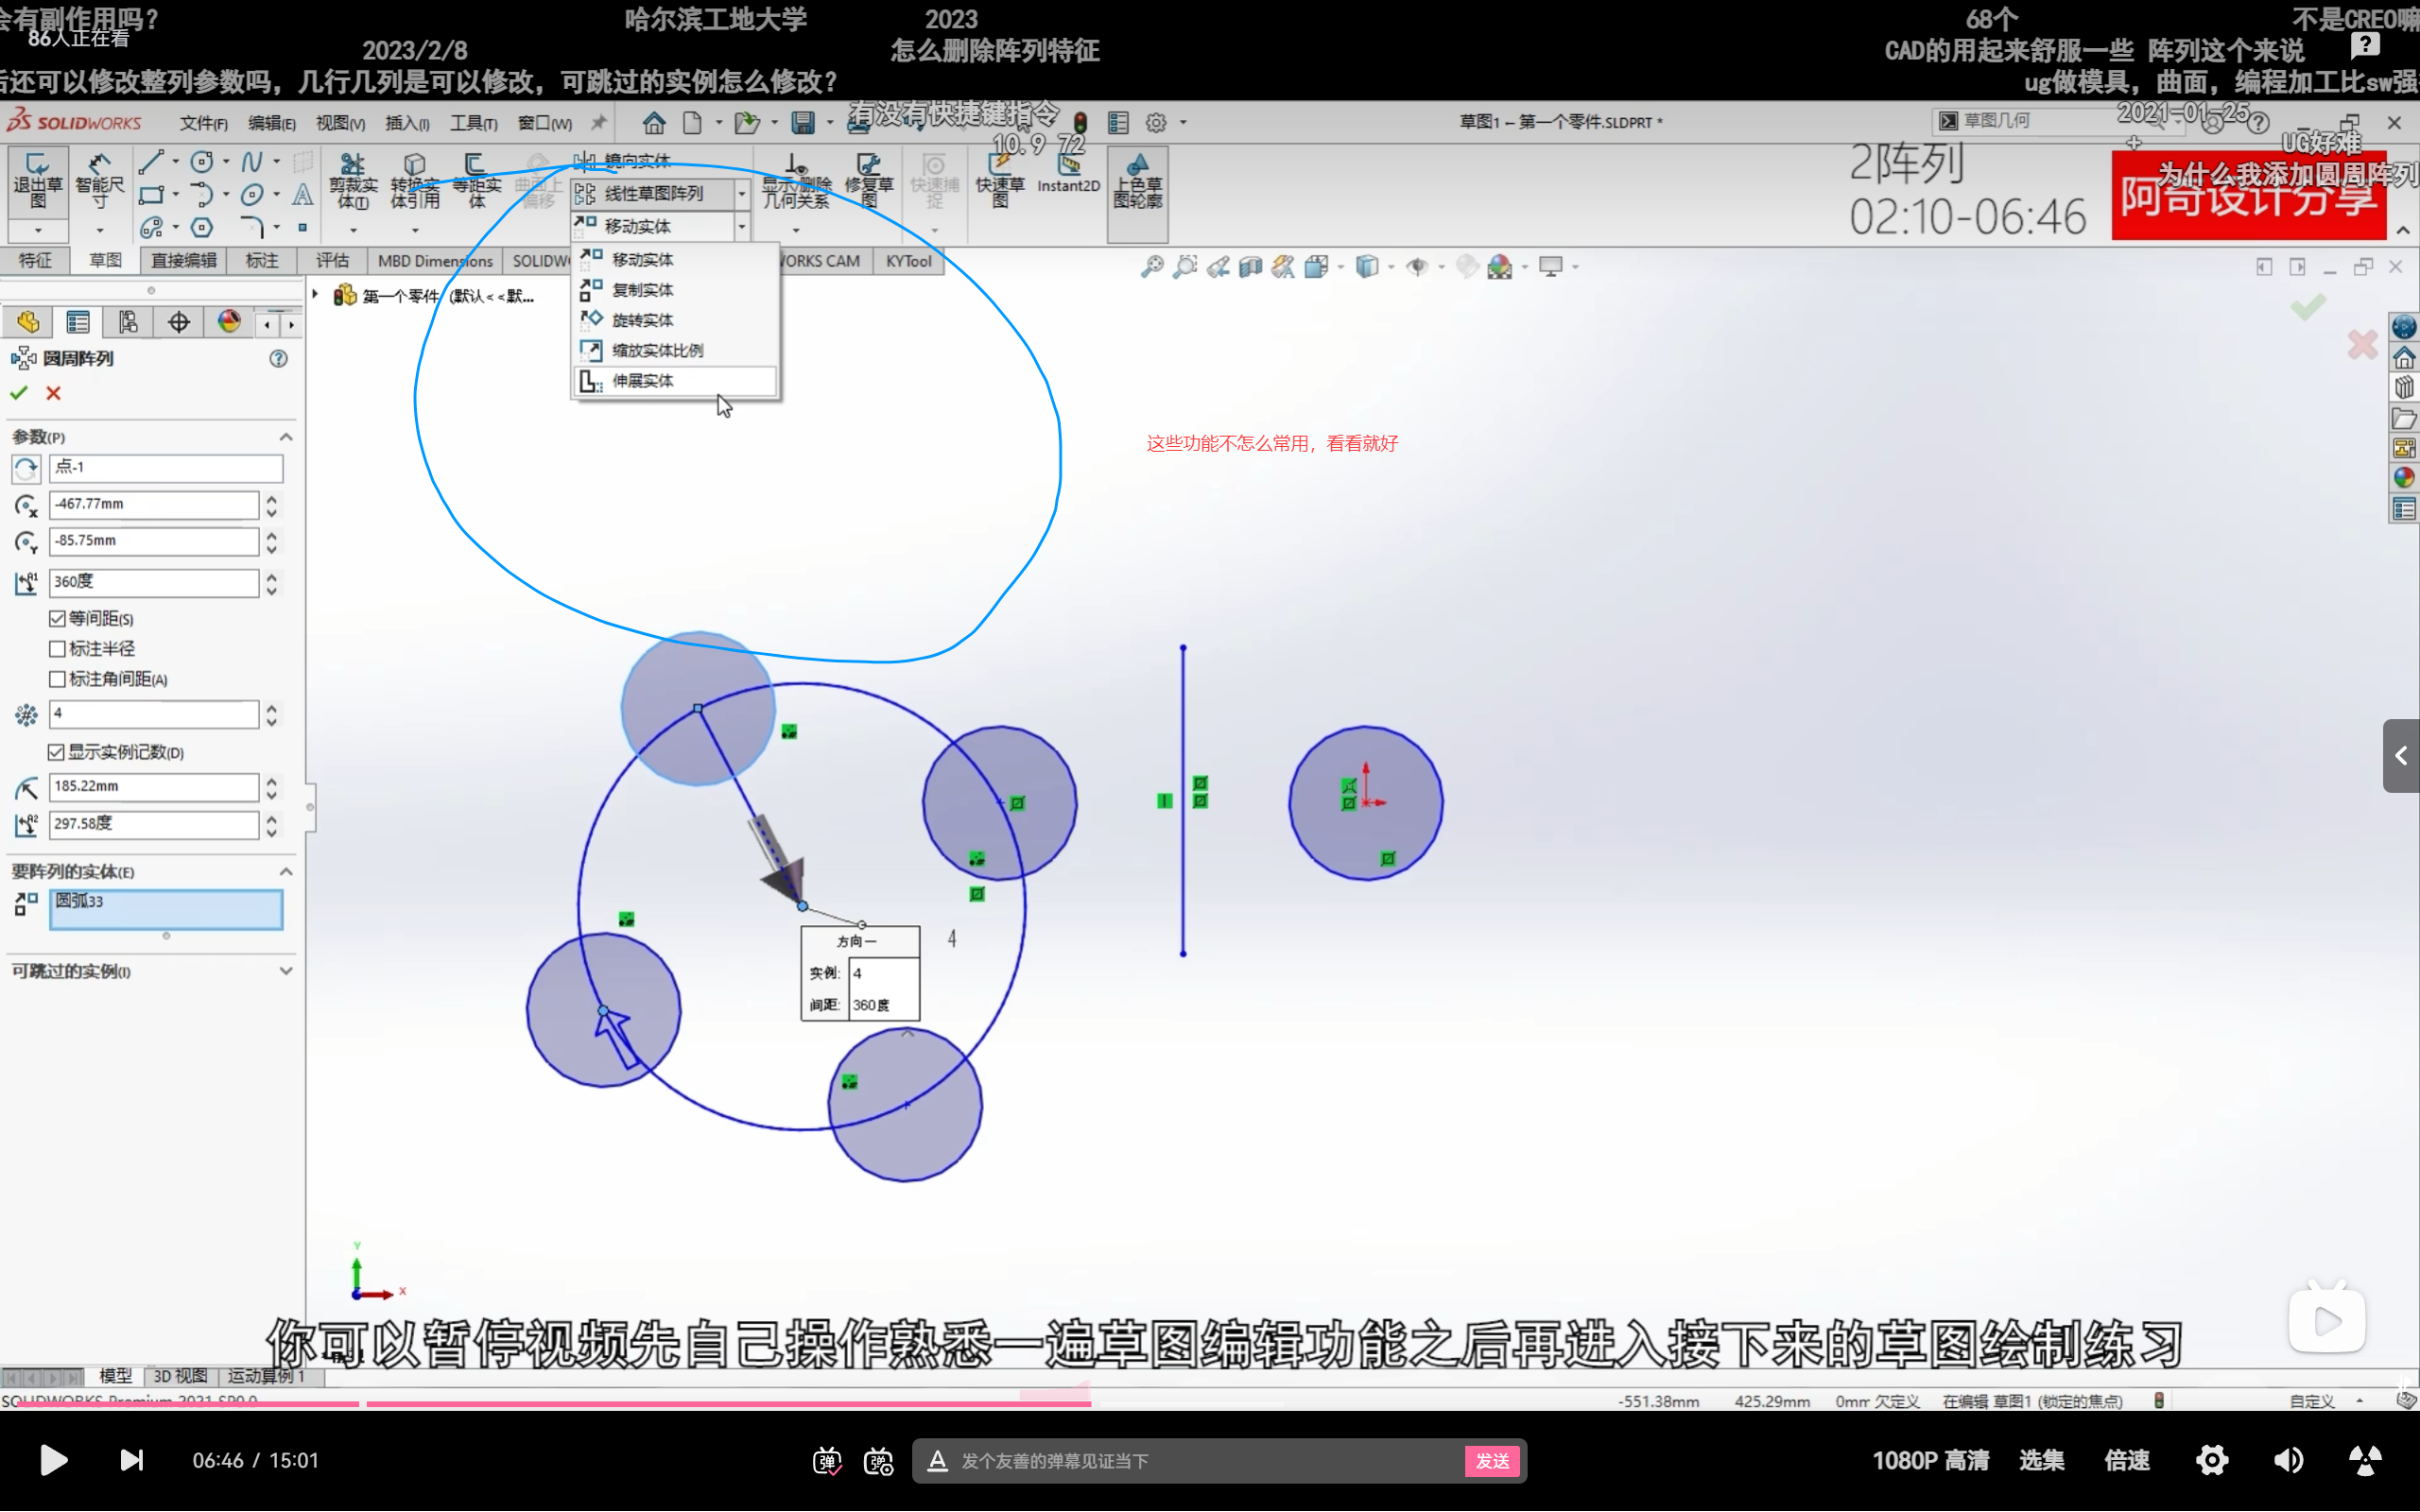 会有副作用吗?
哈尔滨工地大学
2023
68个
不是CREO嘛
86人正在看
2023/2/8
怎么删除阵列特征
CAD的用起来舒服一些 阵列这个来说
后还可以修改整列参数吗，几行几列是可以修改，可跳过的实例怎么修改?
ug做模具，曲面，编程加工比sw强
SOLIDWORKS
文件(F)
编辑(E)
视图(V)
插入(I)
工具(T)
窗口(W)
有没有快捷键指令
草图1 - 第一个零件.SLDPRT *
草图几何
2021-01-25
10.9 72
UG好难
退出草图
智能尺寸
剪裁实体(T)
转换实体引用
等距实体
曲面上偏移
镜向实体
线性草图阵列
移动实体
显示/删除几何关系
修复草图
快速捕捉
快速草图
Instant2D
上色草图轮廓
2阵列
02:10-06:46
为什么我添加圆周阵列
阿奇设计分享
特征
草图
直接编辑
标注
评估
MBD Dimensions
SOLIDW
WORKS CAM
KYTool
移动实体
复制实体
旋转实体
缩放实体比例
伸展实体
第一个零件 (默认<<默...
圆周阵列
这些功能不怎么常用，看看就好
参数(P)
点-1
-467.77mm
-85.75mm
360度
等间距(S)
标注半径
标注角间距(A)
4
显示实例记数(D)
185.22mm
297.58度
要阵列的实体(E)
圆弧33
可跳过的实例(I)
方向一
实例: 4
间距: 360度
4
Y
X
你可以暂停视频先自己操作熟悉一遍草图编辑功能之后再进入接下来的草图绘制练习
模型
3D 视图
运动算例 1
SOLIDWORKS Premium 2021 SP0.0
-551.38mm
425.29mm
0mm 欠定义
在编辑 草图1 (锁定的焦点)
自定义
06:46 / 15:01
弹
弹
发个友善的弹幕见证当下
发送
1080P 高清
选集
倍速